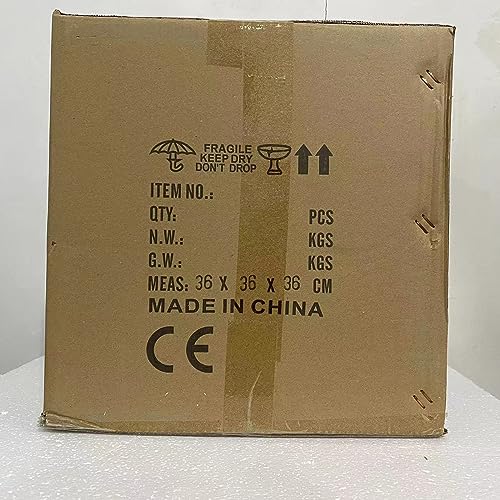 FRAGILE
KEEP DRY
DON'T DROP
ITEM NO.:
QTY: PCS
N.W.: KGS
G.W.: KGS
MEAS: 36 X 36 X 36 CM
MADE IN CHINA
CE